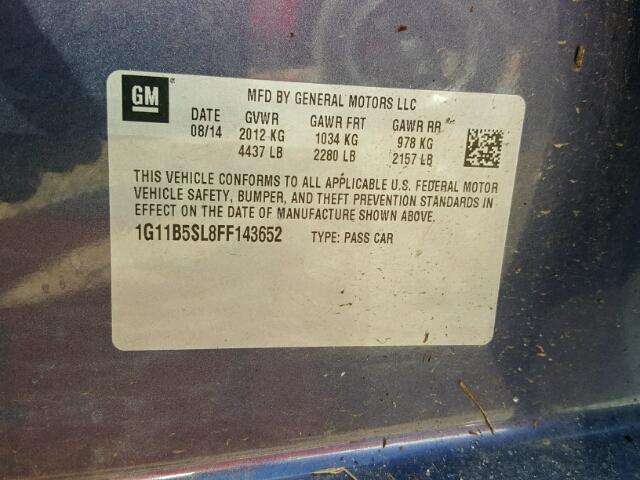 GM
MFD BY GENERAL MOTORS LLC
DATE GVWR GAWR FRT GAWR RR
08/14 2012 KG 1034 KG 978 KG
4437 LB 2280 LB 2157 LB
THIS VEHICLE CONFORMS TO ALL APPLICABLE U.S. FEDERAL MOTOR
VEHICLE SAFETY, BUMPER, AND THEFT PREVENTION STANDARDS IN
EFFECT ON THE DATE OF MANUFACTURE SHOWN ABOVE.
1G11B5SL8FF143652 TYPE: PASS CAR